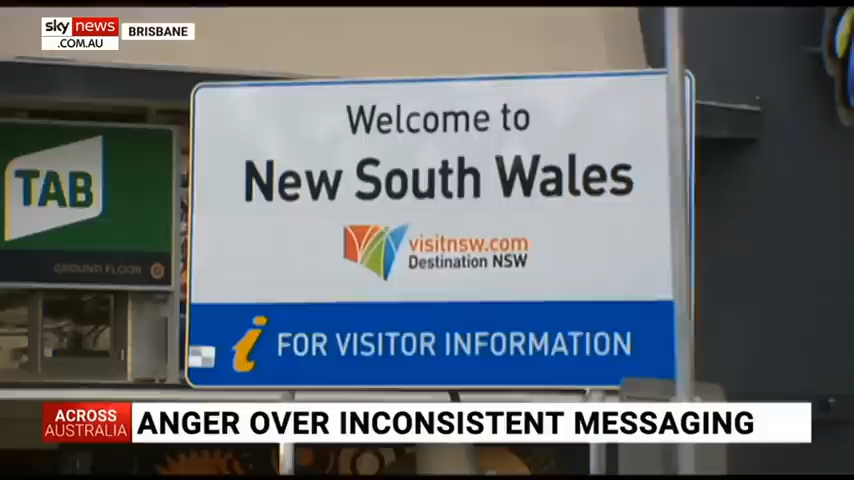 sky news
.COM.AU
BRISBANE
Welcome to
New South Wales
visitnsw.com
Destination NSW
i FOR VISITOR INFORMATION
TAB
GROUND FLOOR
ACROSS
AUSTRALIA
ANGER OVER INCONSISTENT MESSAGING